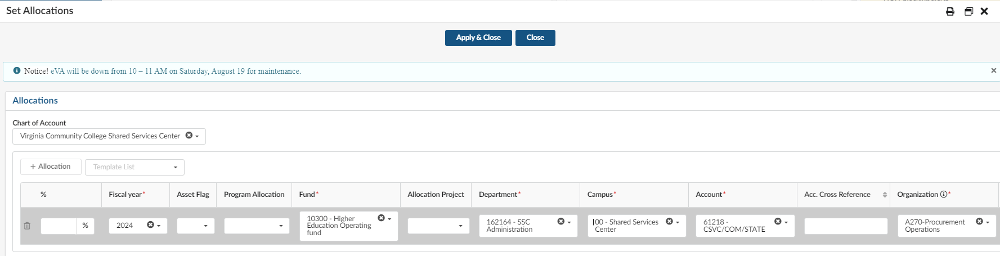 Set Allocations
Apply & Close
Close
Notice! eVA will be down from 10 – 11 AM on Saturday, August 19 for maintenance.
Allocations
Chart of Account
Virginia Community College Shared Services Center
+ Allocation
Template List
% Fiscal year* Asset Flag Program Allocation Fund* Allocation Project Department* Campus* Account* Acc. Cross Reference Organization*
%
2024
10300 - Higher
Education Operating
fund
162164 - SSC
Administration
00 - Shared Services
Center
61218 -
CSVC/COM/STATE
A270-Procurement
Operations